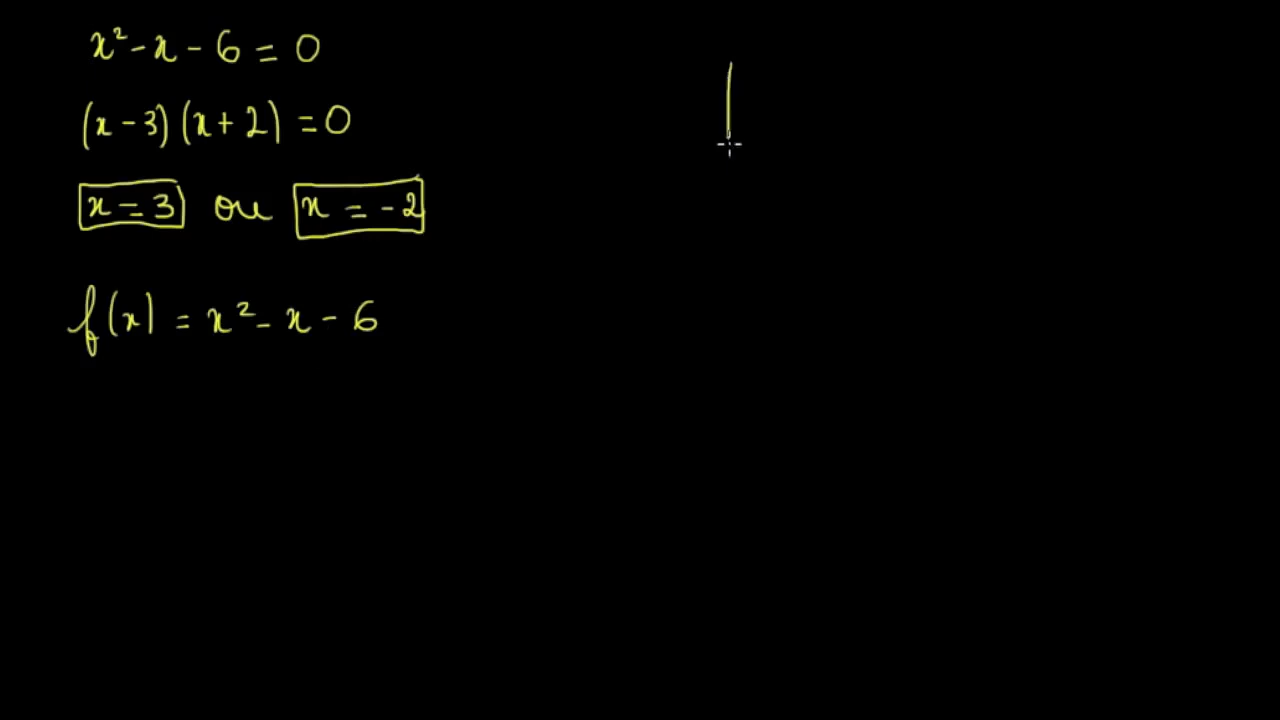 x² - x - 6 = 0
(x - 3) (x + 2) = 0
x = 3 ou x = -2
f(x) = x² - x - 6